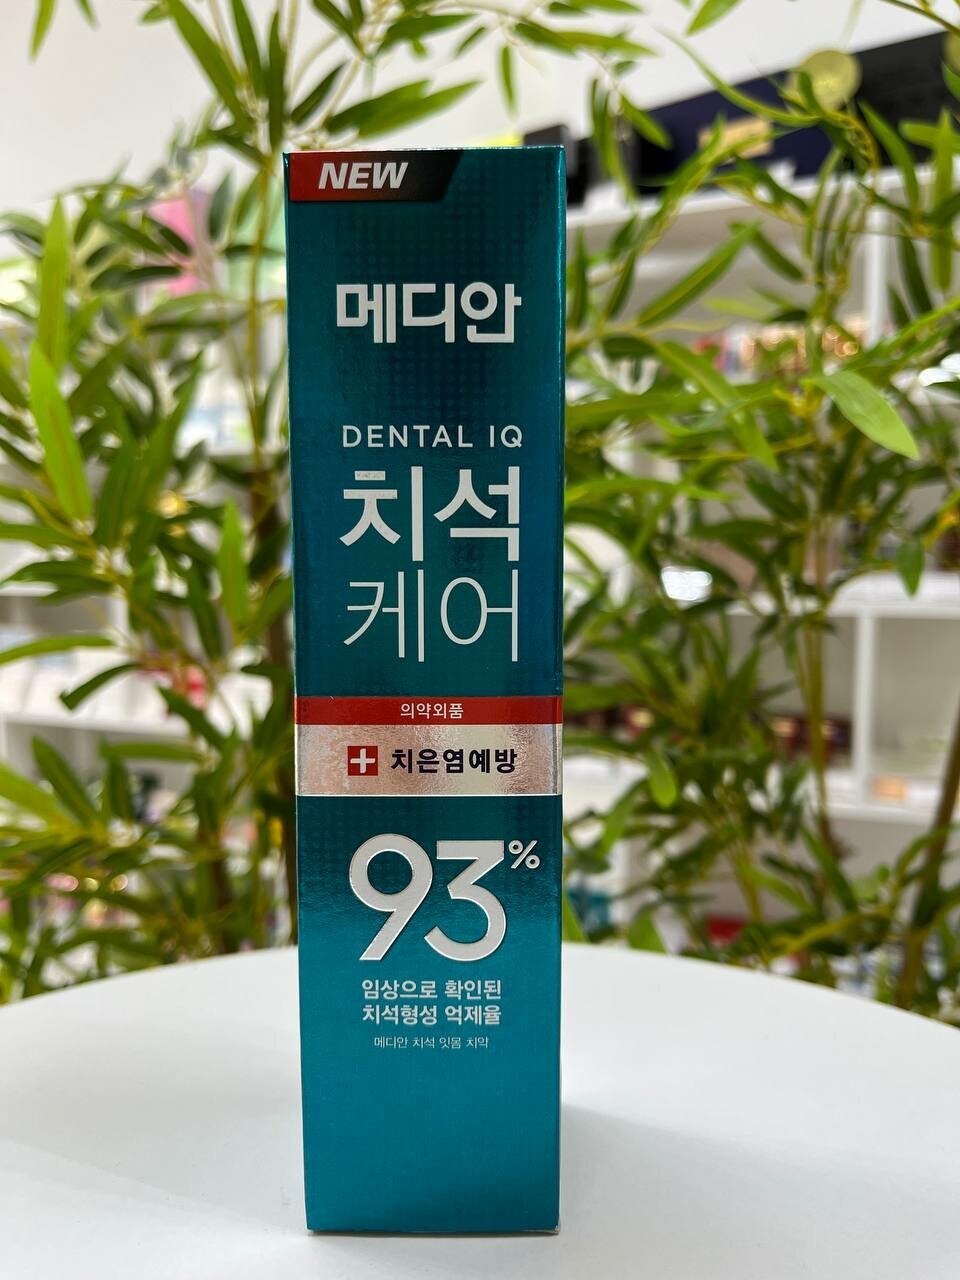 NEW
메디안
DENTAL IQ
치석
케어
의약외품
치은염예방
93%
임상으로 확인된
치석형성 억제율
메디안 치석 잇몸 치약